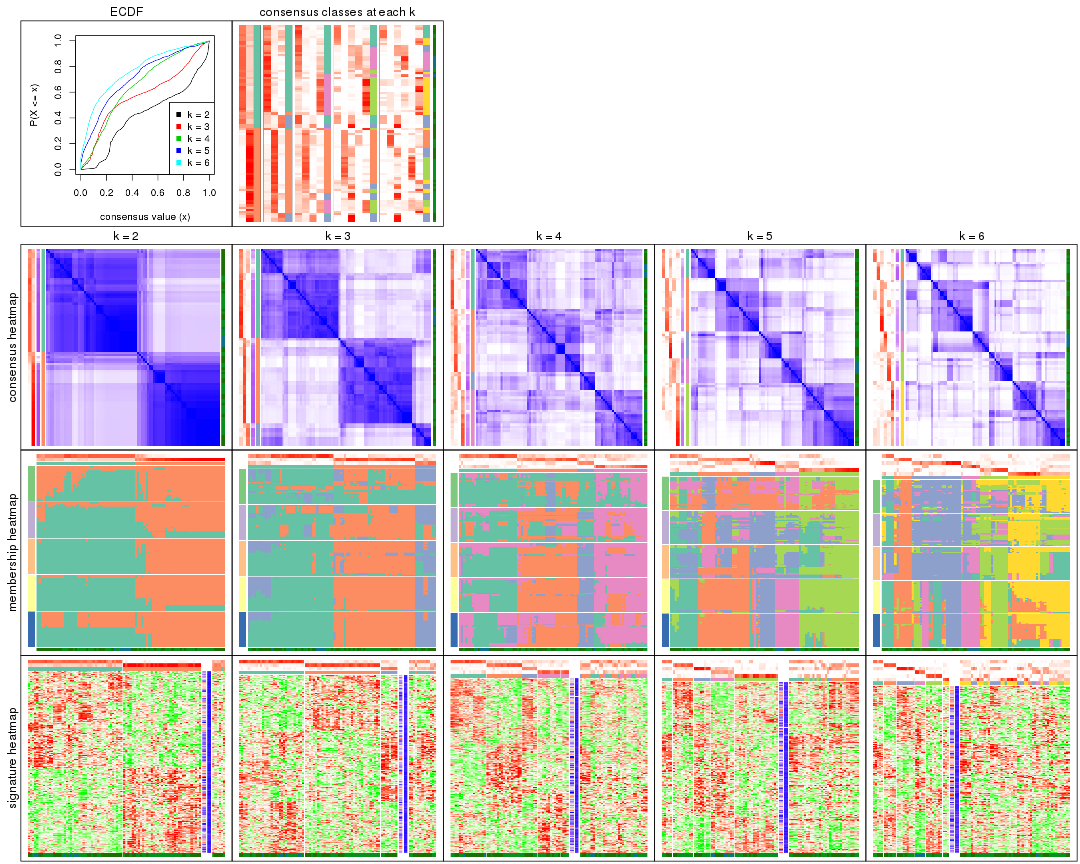 ECDF
consensus classes at each k
P(X <= x)
0.0
0.2
0.4
0.6
0.8
1.0
k = 2
k = 3
k = 4
k = 5
k = 6
0.0 0.2 0.4 0.6 0.8 1.0
consensus value (x)
k = 2
k = 3
k = 4
k = 5
k = 6
consensus heatmap
membership heatmap
signature heatmap